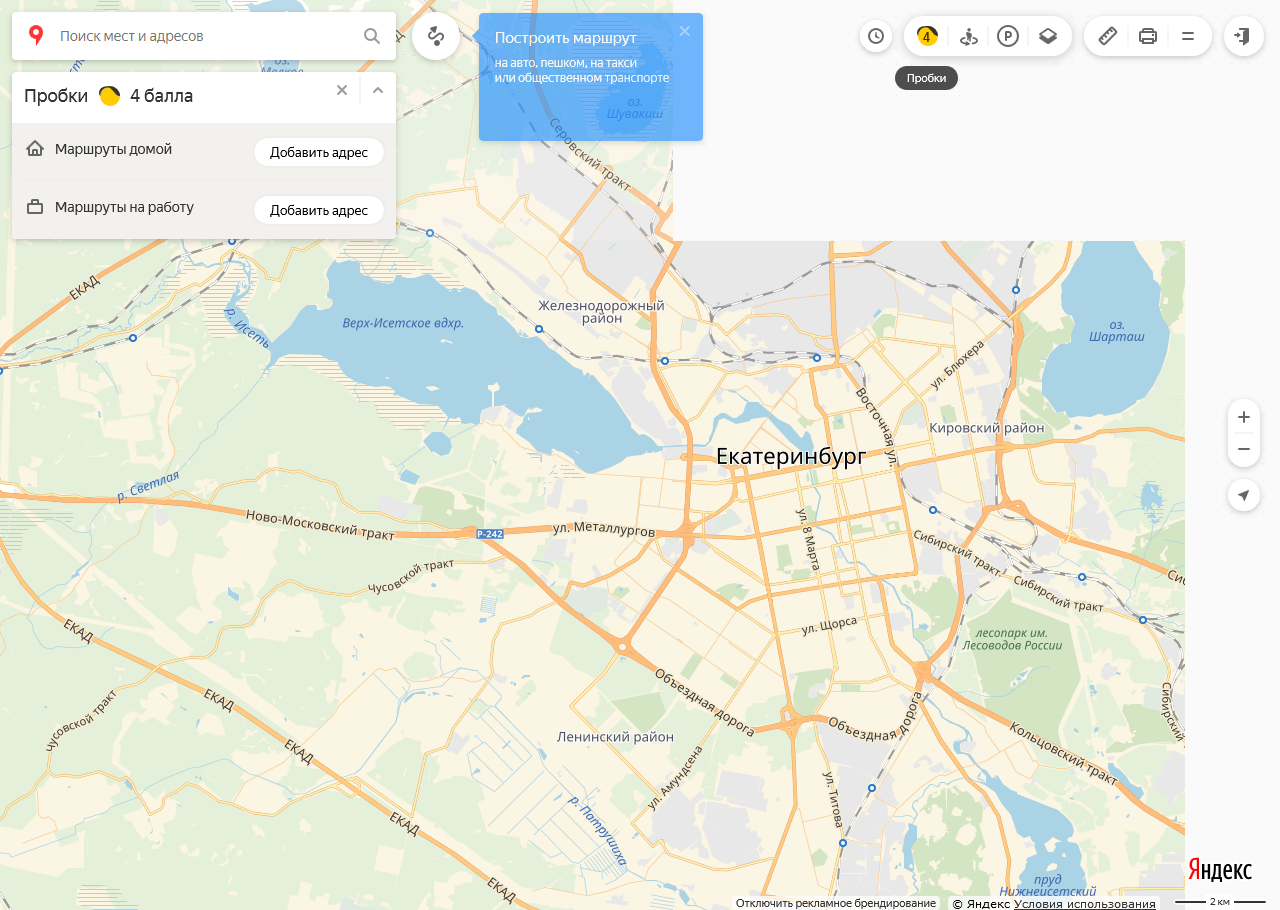 Поиск мест и адресов
Пробки 4 балла
Маршруты домой
Добавить адрес
Маршруты на работу
Добавить адрес
Построить маршрут
на авто, пешком, на такси
или общественном транспорте
4
P
Пробки
оз.
Шувакиш
Серовский тракт
ЕКАД
р. Исеть
Верх-Исетское вдхр.
Железнодорожный
район
оз.
Шарташ
ул. Блюхера
Восточная ул.
Кировский район
Екатеринбург
р. Светлая
Ново-Московский тракт
Р-242
ул. Металлургов
ул. 8 Марта
Сибирский тракт
Сибирский тракт
Чусовской тракт
ЕКАД
ул. Щорса
лесопарк им.
Лесоводов России
Чусовской тракт
ЕКАД
Объездная дорога
Объездная дорога
Сибирский
Ленинский район
ЕКАД
Кольцовский тракт
ул. Амундсена
ул. Титова
р. Патрушиха
ЕКАД
ЕКАД
пруд
Нижнеисетский
Яндекс
Отключить рекламное брендирование
© Яндекс Условия использования
2 км